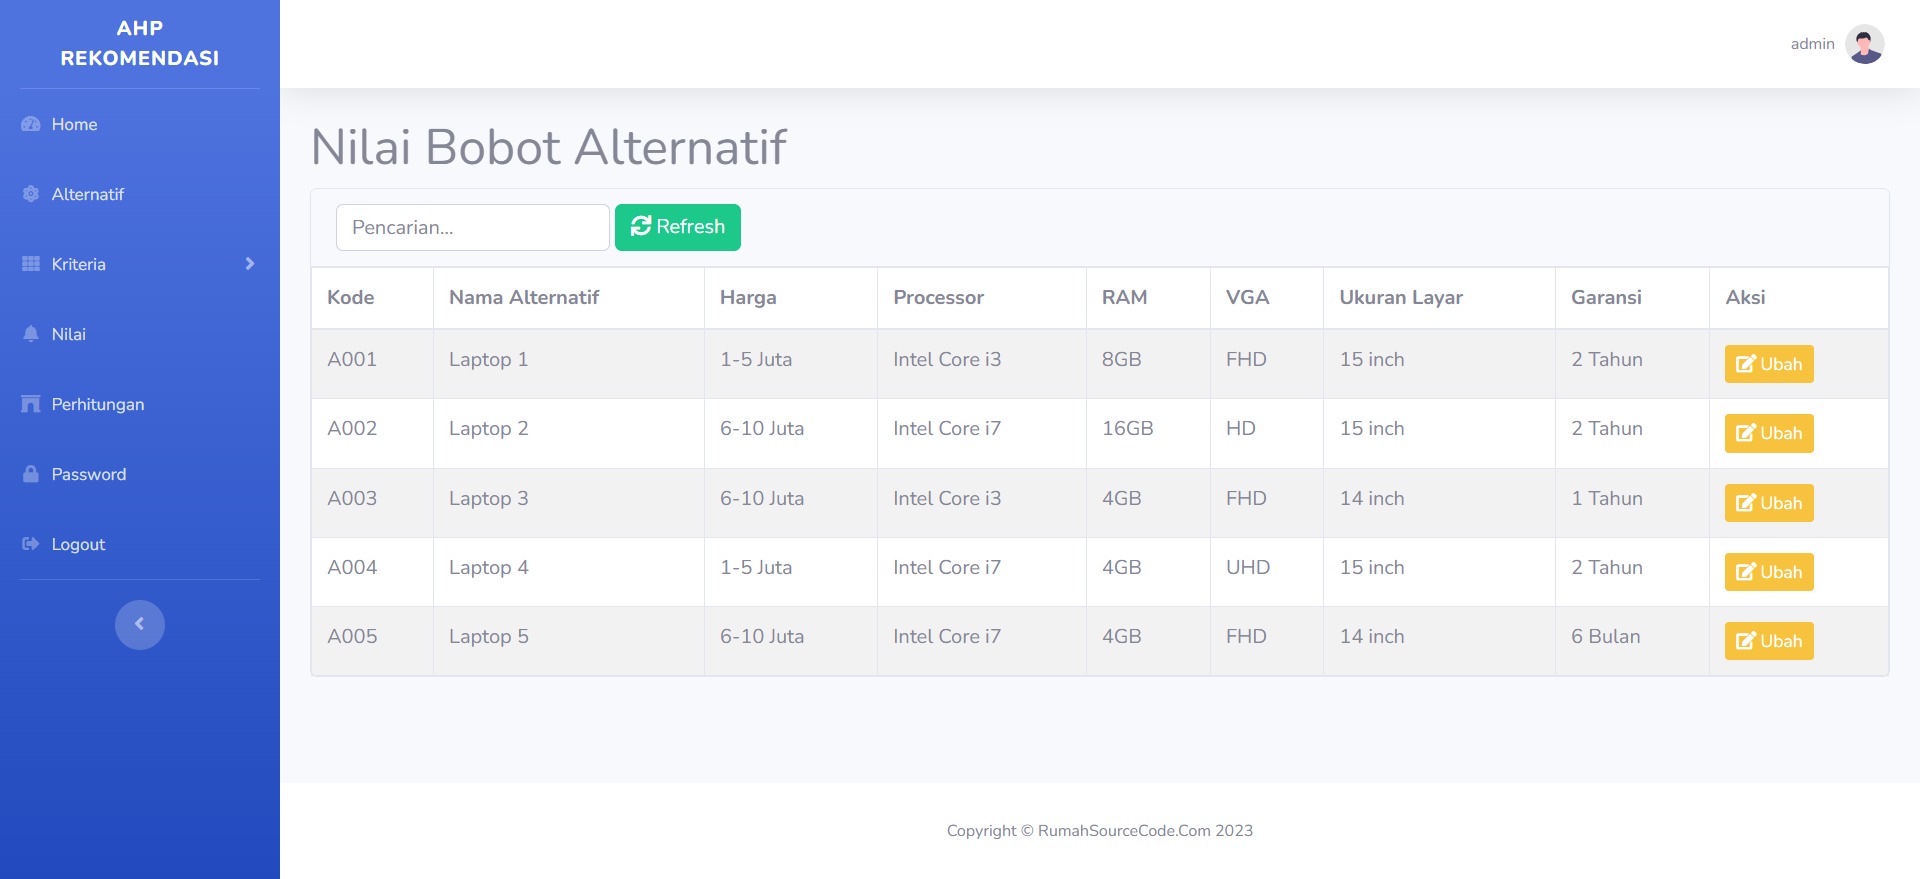 AHP
REKOMENDASI
admin
Home
Alternatif
Kriteria
Nilai
Perhitungan
Password
Logout
Nilai Bobot Alternatif
Pencarian... Refresh
Kode Nama Alternatif Harga Processor RAM VGA Ukuran Layar Garansi Aksi
A001 Laptop 1 1-5 Juta Intel Core i3 8GB FHD 15 inch 2 Tahun Ubah
A002 Laptop 2 6-10 Juta Intel Core i7 16GB HD 15 inch 2 Tahun Ubah
A003 Laptop 3 6-10 Juta Intel Core i3 4GB FHD 14 inch 1 Tahun Ubah
A004 Laptop 4 1-5 Juta Intel Core i7 4GB UHD 15 inch 2 Tahun Ubah
A005 Laptop 5 6-10 Juta Intel Core i7 4GB FHD 14 inch 6 Bulan Ubah
Copyright © RumahSourceCode.Com 2023